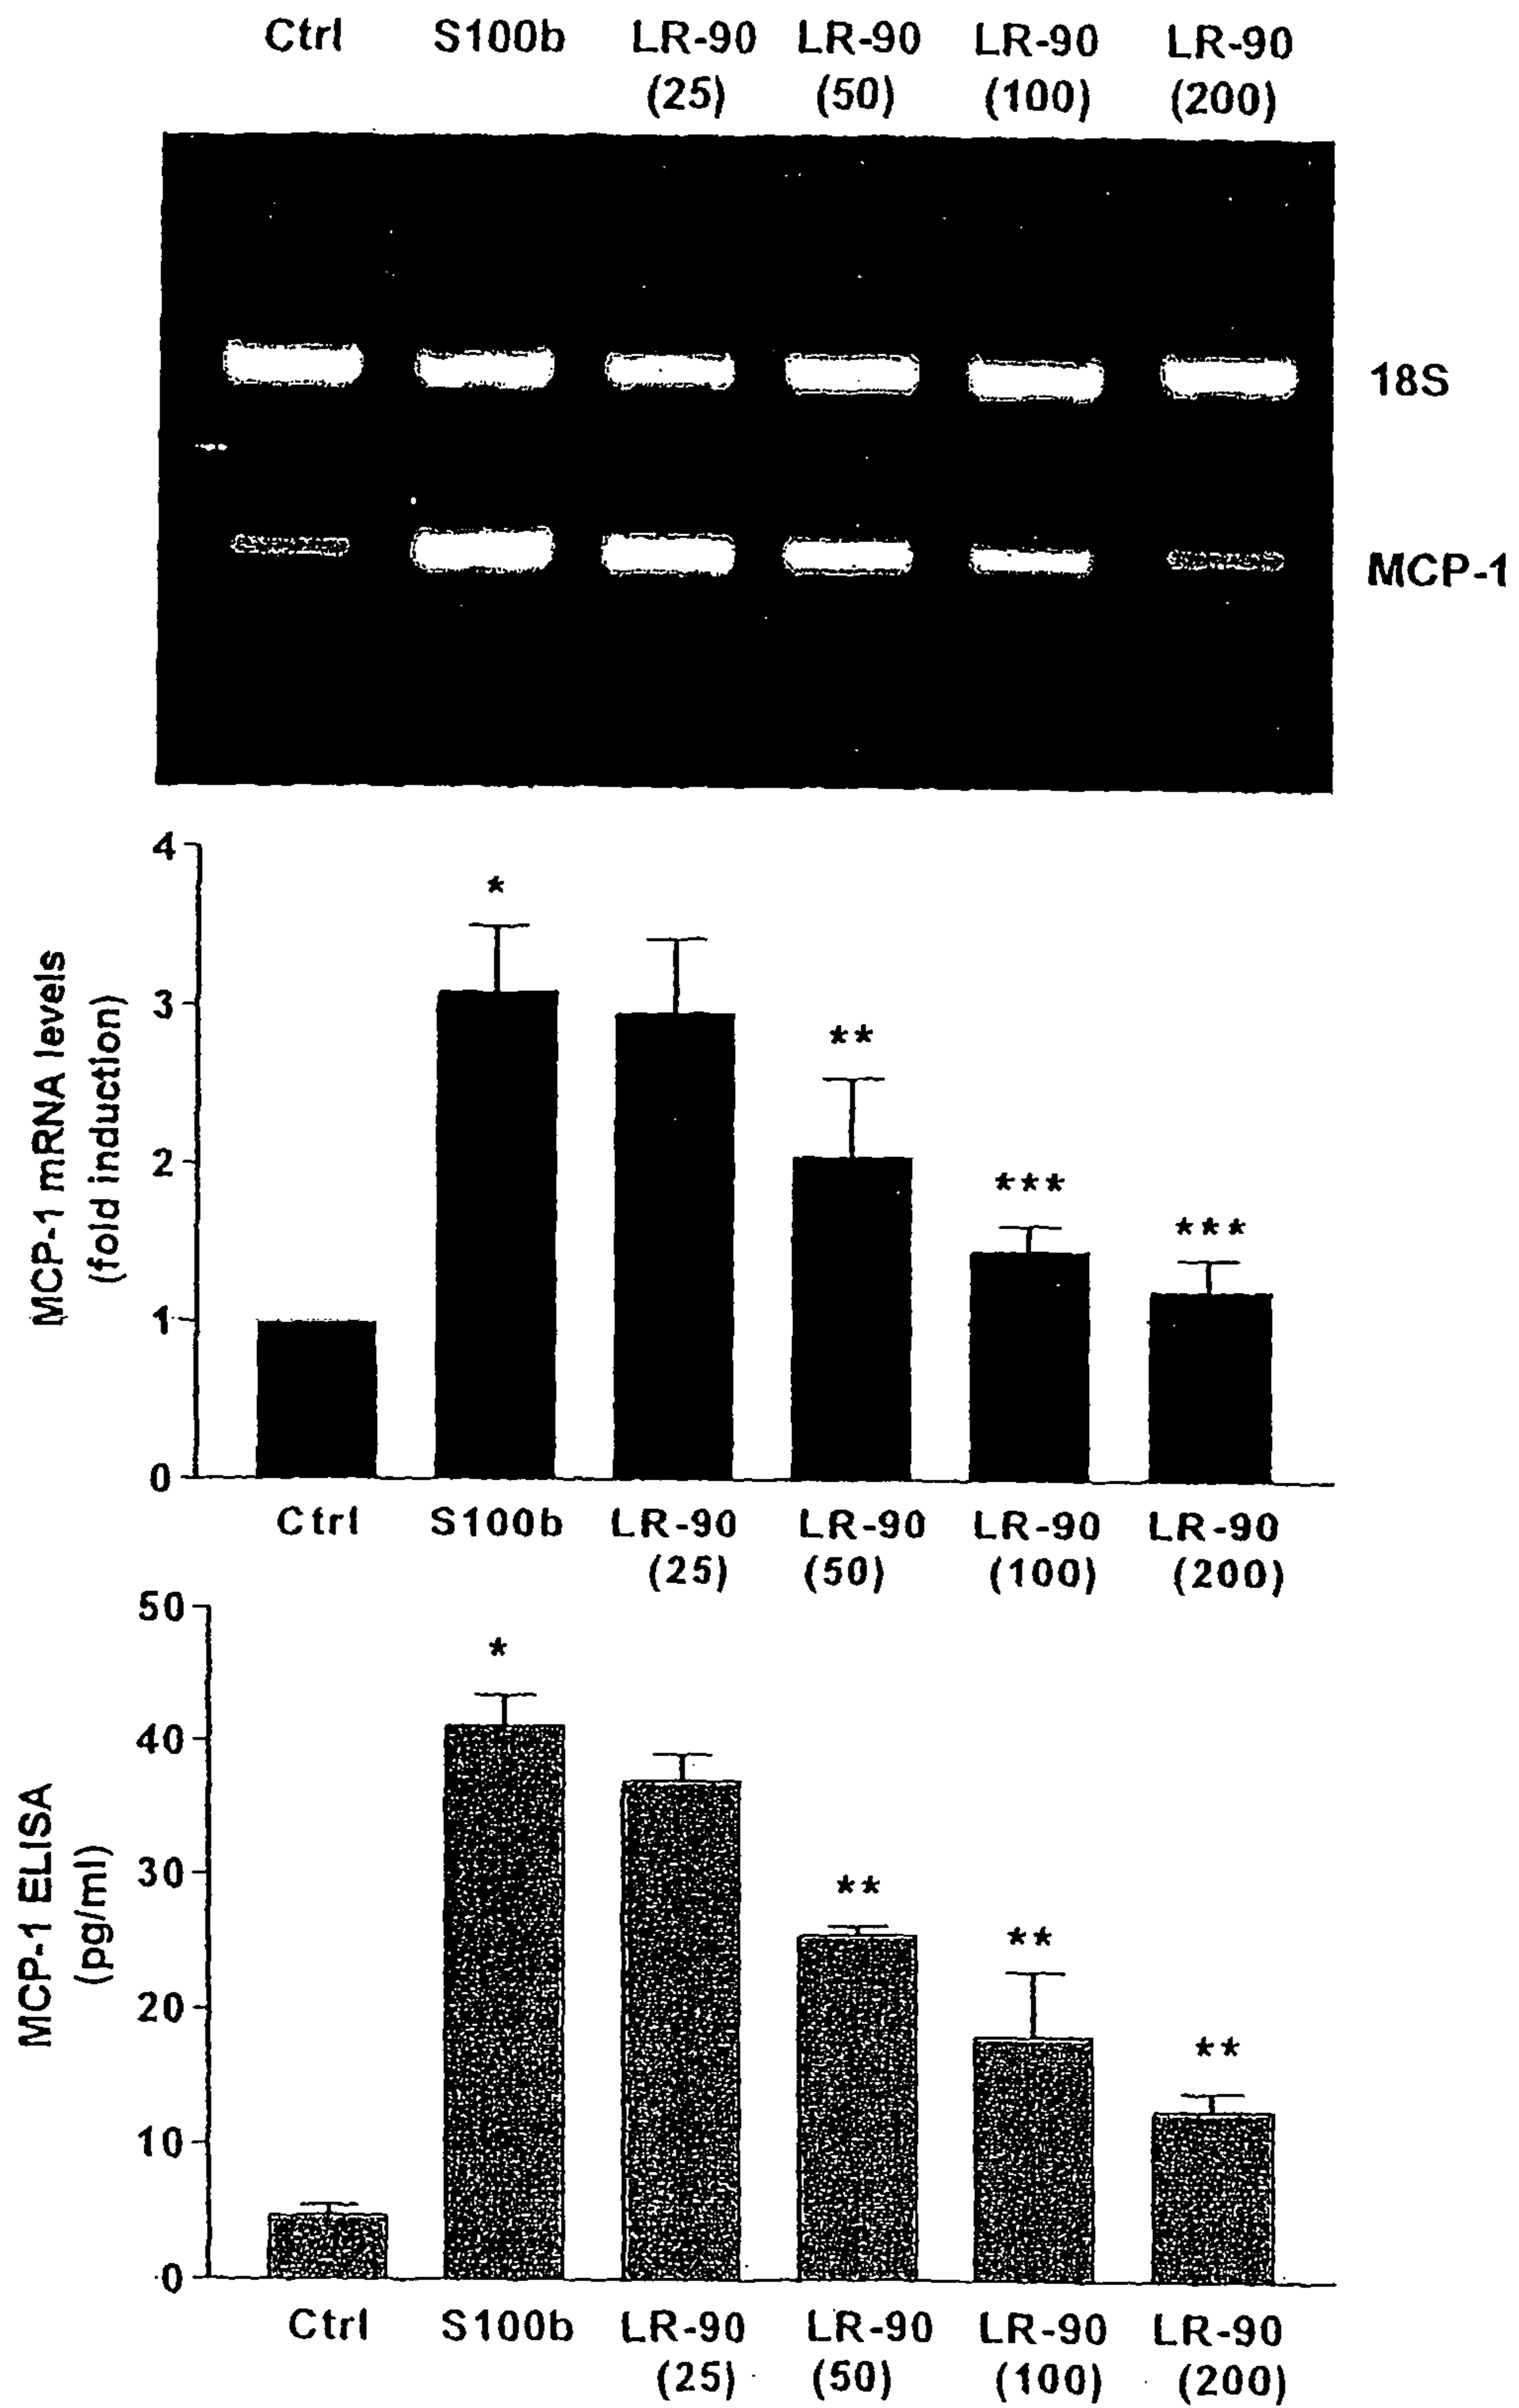 Ctrl S100b LR-90 LR-90 LR-90 LR-90
(25) (50) (100) (200)
18S
MCP-1
MCP-1 mRNA levels
(fold induction)
4
3
2
1
0
*
**
***
***
Ctrl S100b LR-90 LR-90 LR-90 LR-90
(25) (50) (100) (200)
MCP-1 ELISA
(pg/ml)
50
40
30
20
10
0
*
**
**
**
Ctrl S100b LR-90 LR-90 LR-90 LR-90
(25) (50) (100) (200)